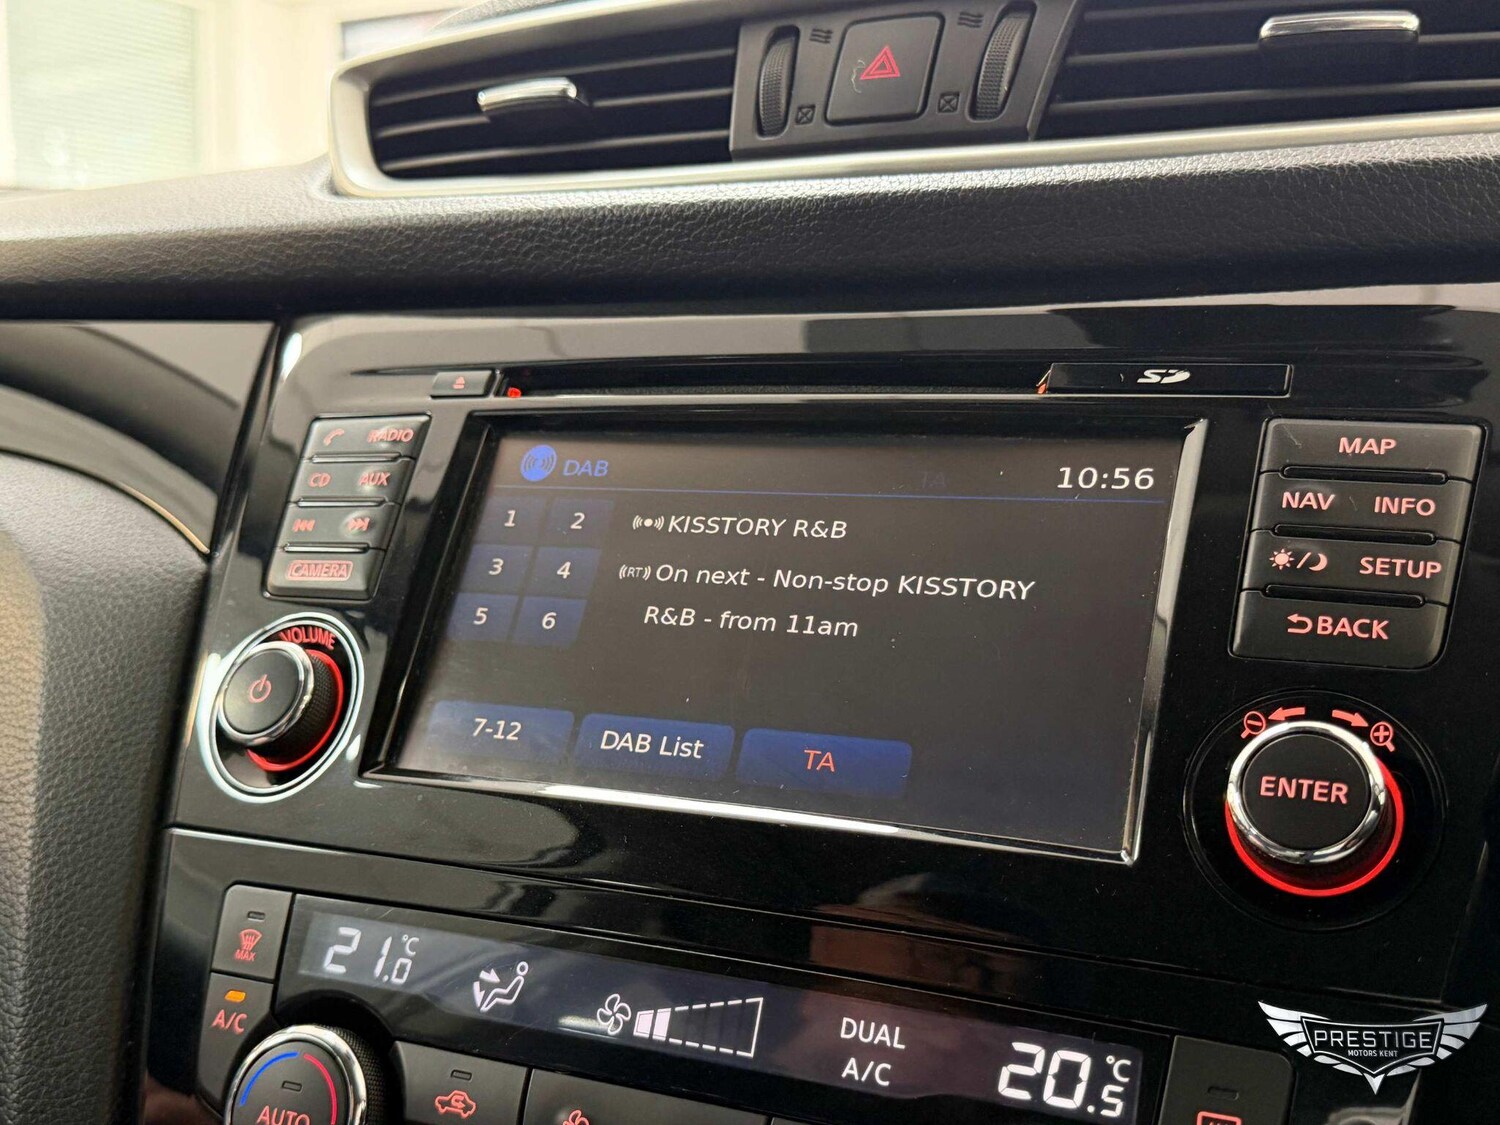 SD
RADIO
CD AUX
CAMERA
VOLUME
DAB TA 10:56
1 2
3 4
5 6
KISSTORY R&B
(RT) On next - Non-stop KISSTORY
R&B - from 11am
7-12 DAB List TA
MAP
NAV INFO
SETUP
BACK
ENTER
MAX
A/C
21.0°C
DUAL
A/C
20.5°C
AUTO
PRESTIGE
MOTORS KENT